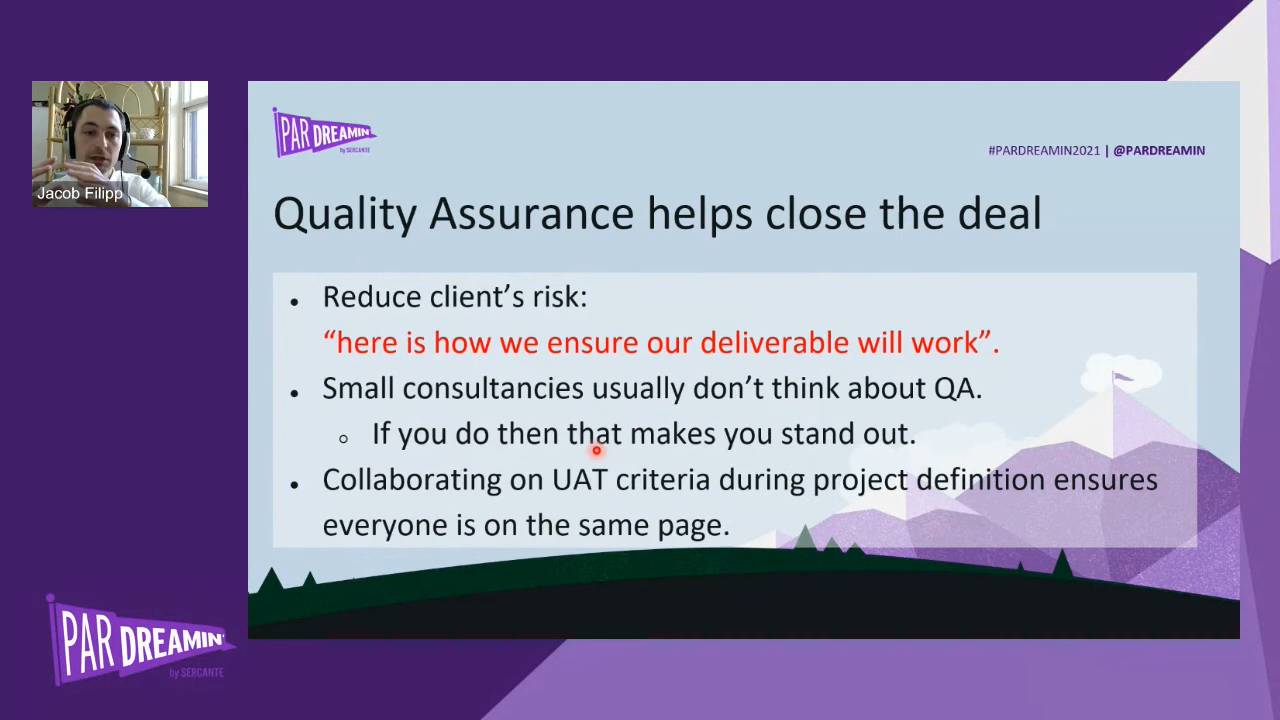 Jacob Filipp
PARDREAMIN'
by SERCANTE
#PARDREAMIN2021 | @PARDREAMIN
Quality Assurance helps close the deal
● Reduce client's risk:
“here is how we ensure our deliverable will work”.
● Small consultancies usually don't think about QA.
○ If you do then that makes you stand out.
● Collaborating on UAT criteria during project definition ensures
everyone is on the same page.
PAR DREAMIN'
by SERCANTE